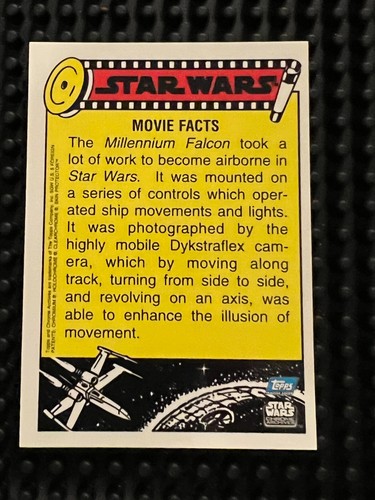 STAR WARS
MOVIE FACTS
The Millennium Falcon took a
lot of work to become airborne in
Star Wars. It was mounted on
a series of controls which oper-
ated ship movements and lights.
It was photographed by the
highly mobile Dykstraflex cam-
era, which by moving along
track, turning from side to side,
and revolving on an axis, was
able to enhance the illusion of
movement.
TOPPS
STAR
WARS
CHROME
ARCHIVES